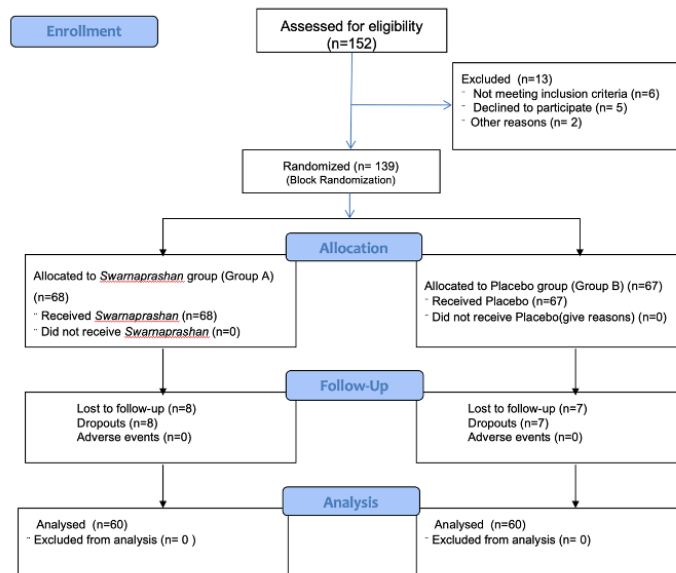 Enrollment
Assessed for eligibility
(n=152)
Excluded (n=13)
- Not meeting inclusion criteria (n=6)
- Declined to participate (n= 5)
- Other reasons (n= 2)
Randomized (n= 139)
(Block Randomization)
Allocation
Allocated to Swarnaprashan group (Group A)
(n=68)
- Received Swarnaprashan (n=68)
- Did not receive Swarnaprashan (n=0)
Allocated to Placebo group (Group B) (n=67)
- Received Placebo (n=67)
- Did not receive Placebo(give reasons) (n=0)
Follow-Up
Lost to follow-up (n=8)
Dropouts (n=8)
Adverse events (n=0)
Lost to follow-up (n=7)
Dropouts (n=7)
Adverse events (n=0)
Analysis
Analysed (n=60)
- Excluded from analysis (n= 0 )
Analysed (n=60)
- Excluded from analysis (n= 0)